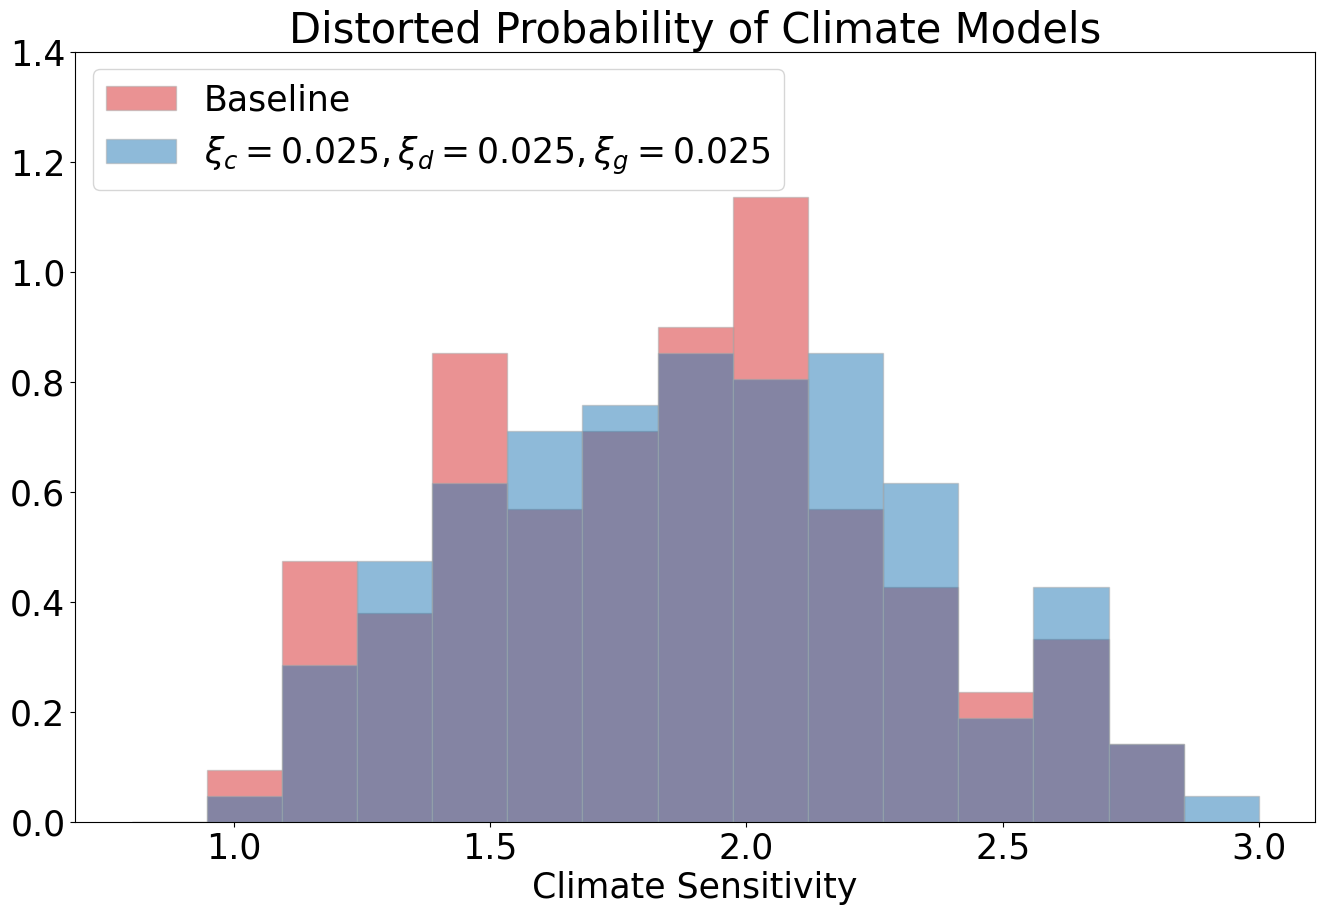 Distorted Probability of Climate Models
1.4
1.2
1.0
0.8
0.6
0.4
0.2
0.0
Baseline
ξc = 0.025, ξd = 0.025, ξg = 0.025
1.0 1.5 2.0 2.5 3.0
Climate Sensitivity